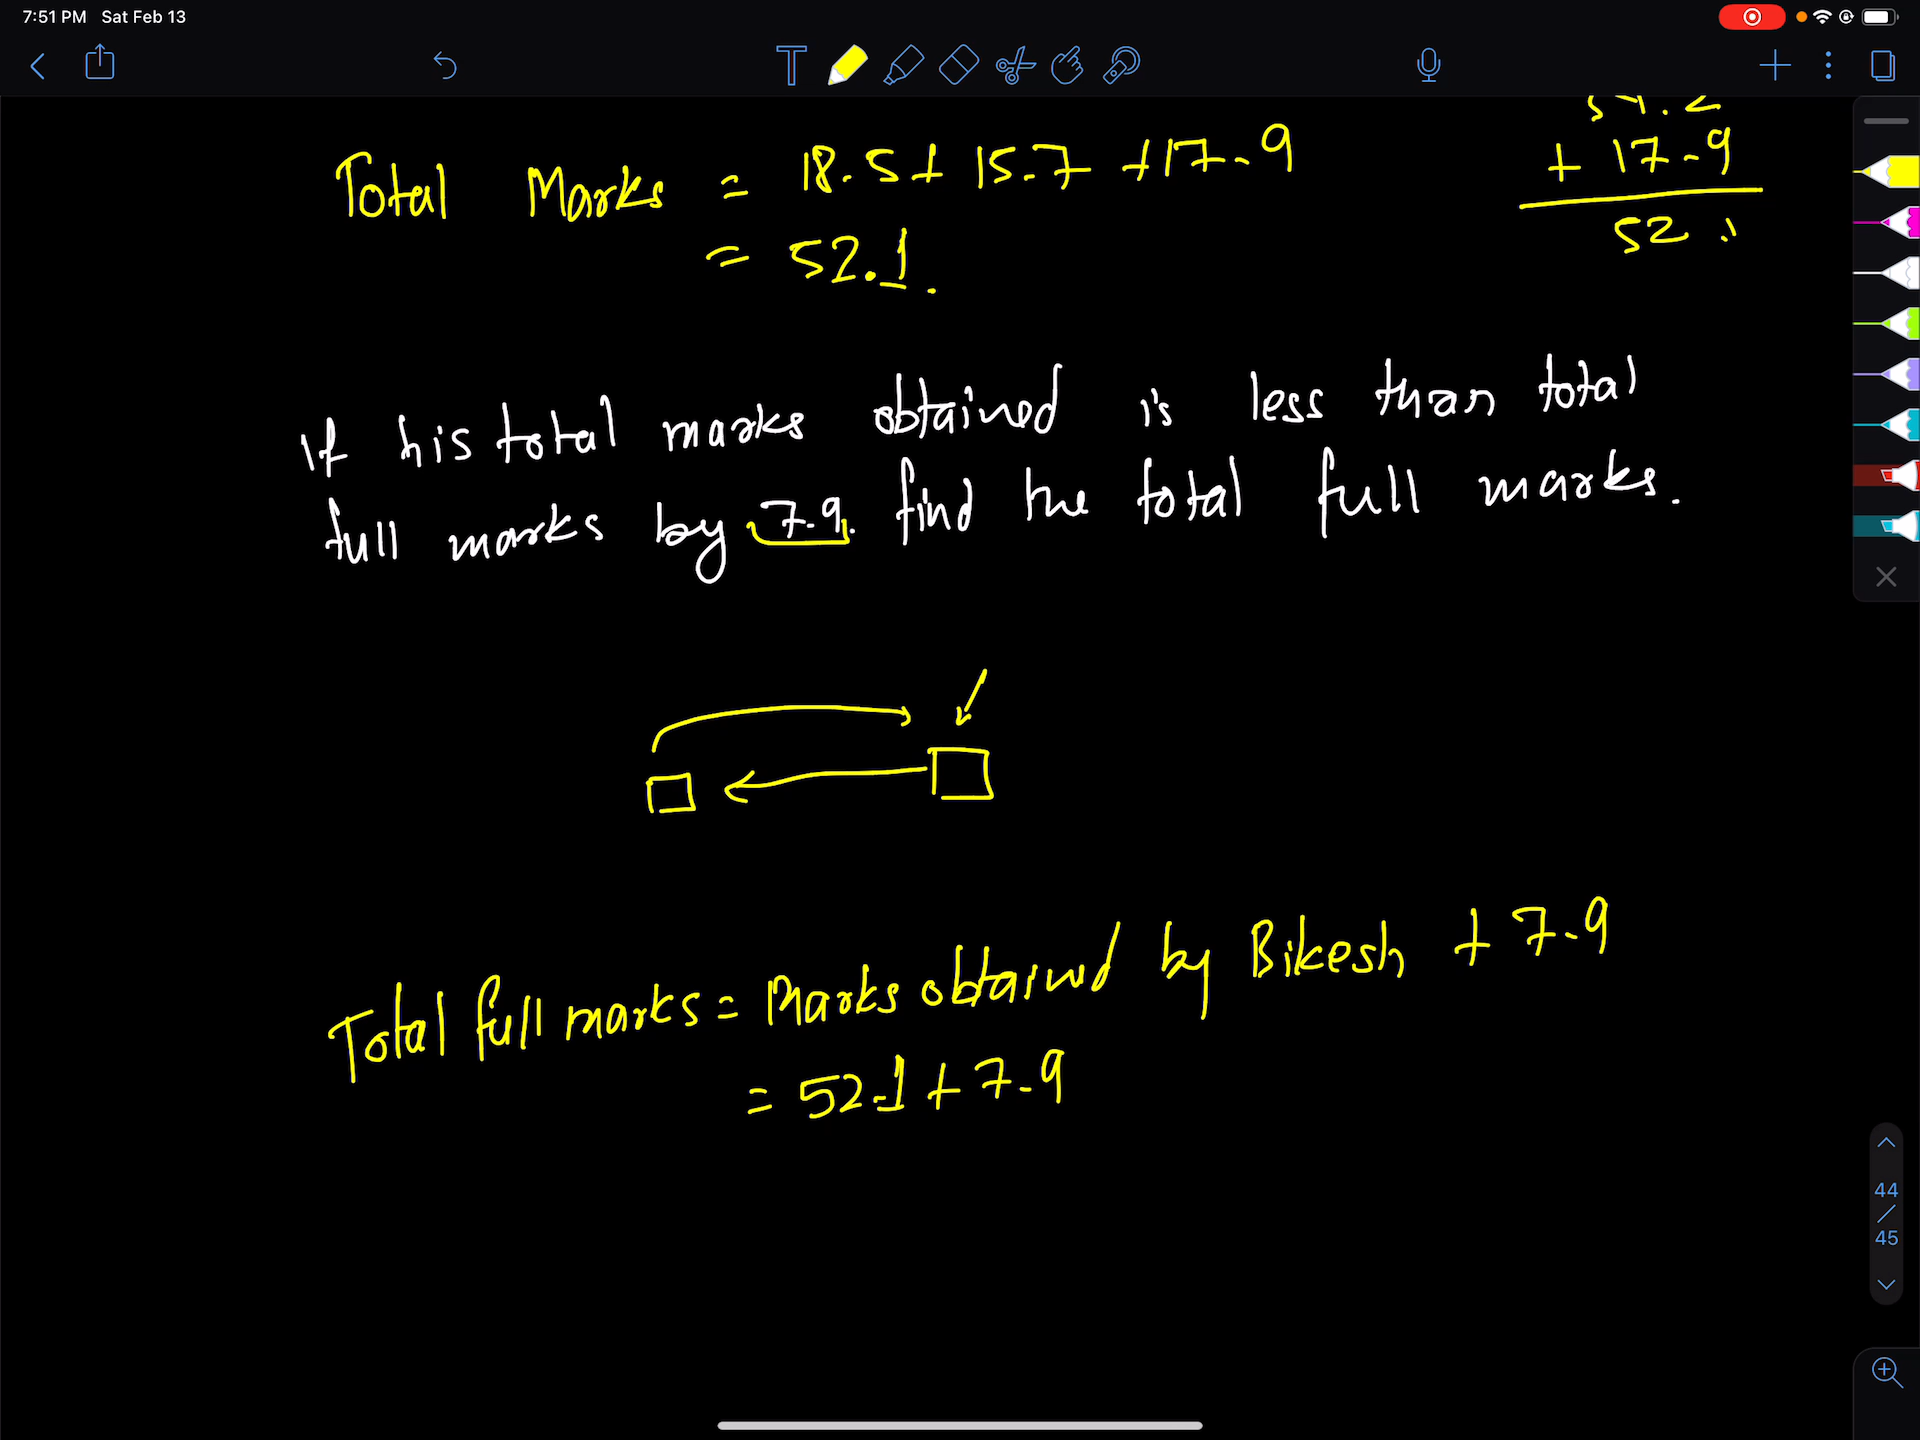 7:51 PM Sat Feb 13
Total Marks = 18.5 + 15.7 + 17.9
= 52.1.
+ 17.9
52.1
If his total marks obtained is less than total
full marks by 7.9. find the total full marks.
Total full marks = Marks obtained by Bikesh + 7.9
= 52.1 + 7.9
44
/
45